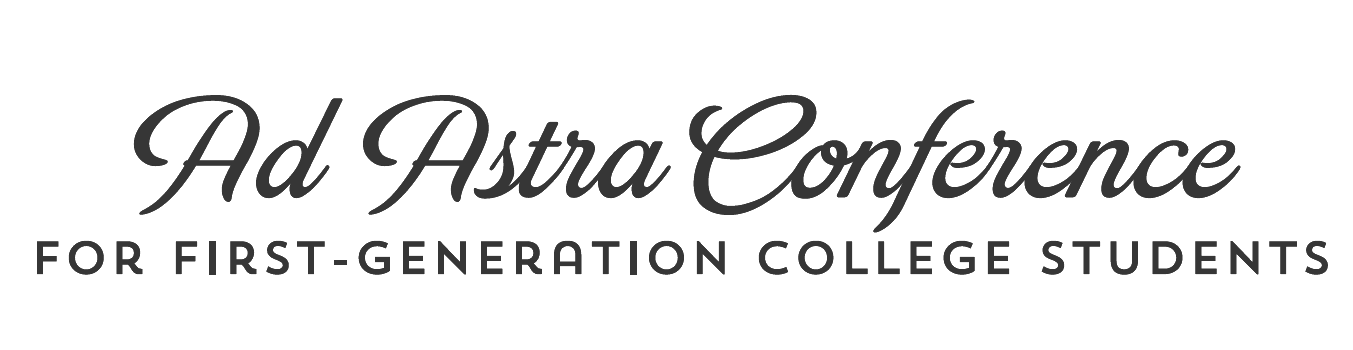 Ad Astra Conference
FOR FIRST-GENERATION COLLEGE STUDENTS